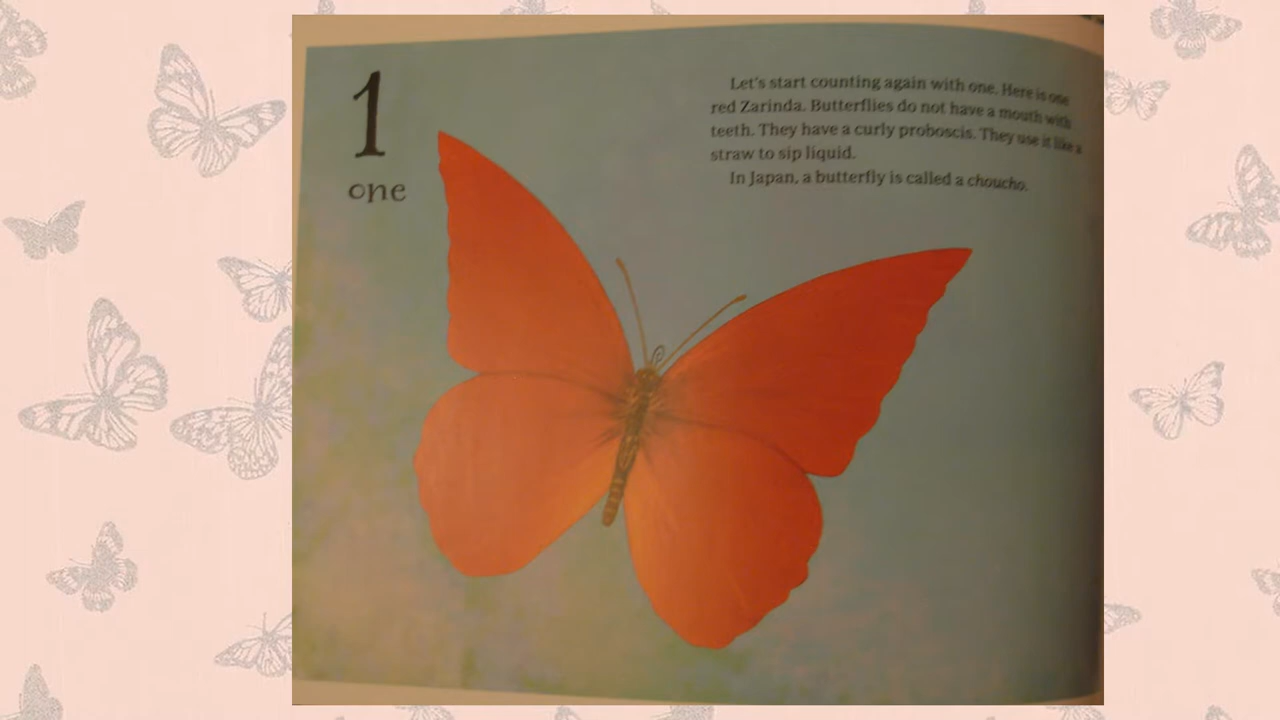 1
one
Let's start counting again with one. Here is one
red Zarinda. Butterflies do not have a mouth with
teeth. They have a curly proboscis. They use it like a
straw to sip liquid.
In Japan, a butterfly is called a choucho.